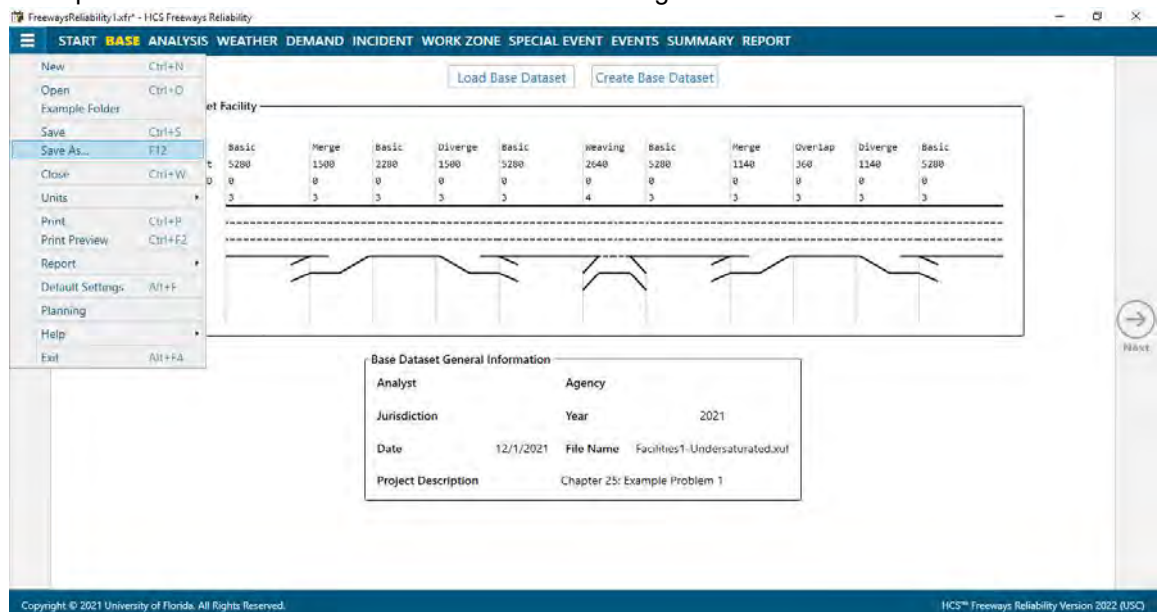 FreewaysReliability1.xfr* - HCS Freeways Reliability
START BASE ANALYSIS WEATHER DEMAND INCIDENT WORK ZONE SPECIAL EVENT EVENTS SUMMARY REPORT
New Ctrl+N
Open Ctrl+O
Example Folder
Save Ctrl+S
Save As... F12
Close Ctrl+W
Units
Print Ctrl+P
Print Preview Ctrl+F2
Report
Default Settings Alt+F
Planning
Help
Exit Alt+F4
Load Base Dataset Create Base Dataset
et Facility
Basic Merge Basic Diverge Basic Weaving Basic Merge Overlap Diverge Basic
t 5280 1500 2280 1500 5280 2640 5280 1140 360 1140 5280
D 0 0 0 0 0 0 0 0 0 0 0
3 3 3 3 3 4 3 3 3 3 3
Next
Base Dataset General Information
Analyst Agency
Jurisdiction Year 2021
Date 12/1/2021 File Name Facilities1-Undersaturated.xuf
Project Description Chapter 25: Example Problem 1
Copyright © 2021 University of Florida. All Rights Reserved. HCS™ Freeways Reliability Version 2022 (USC)